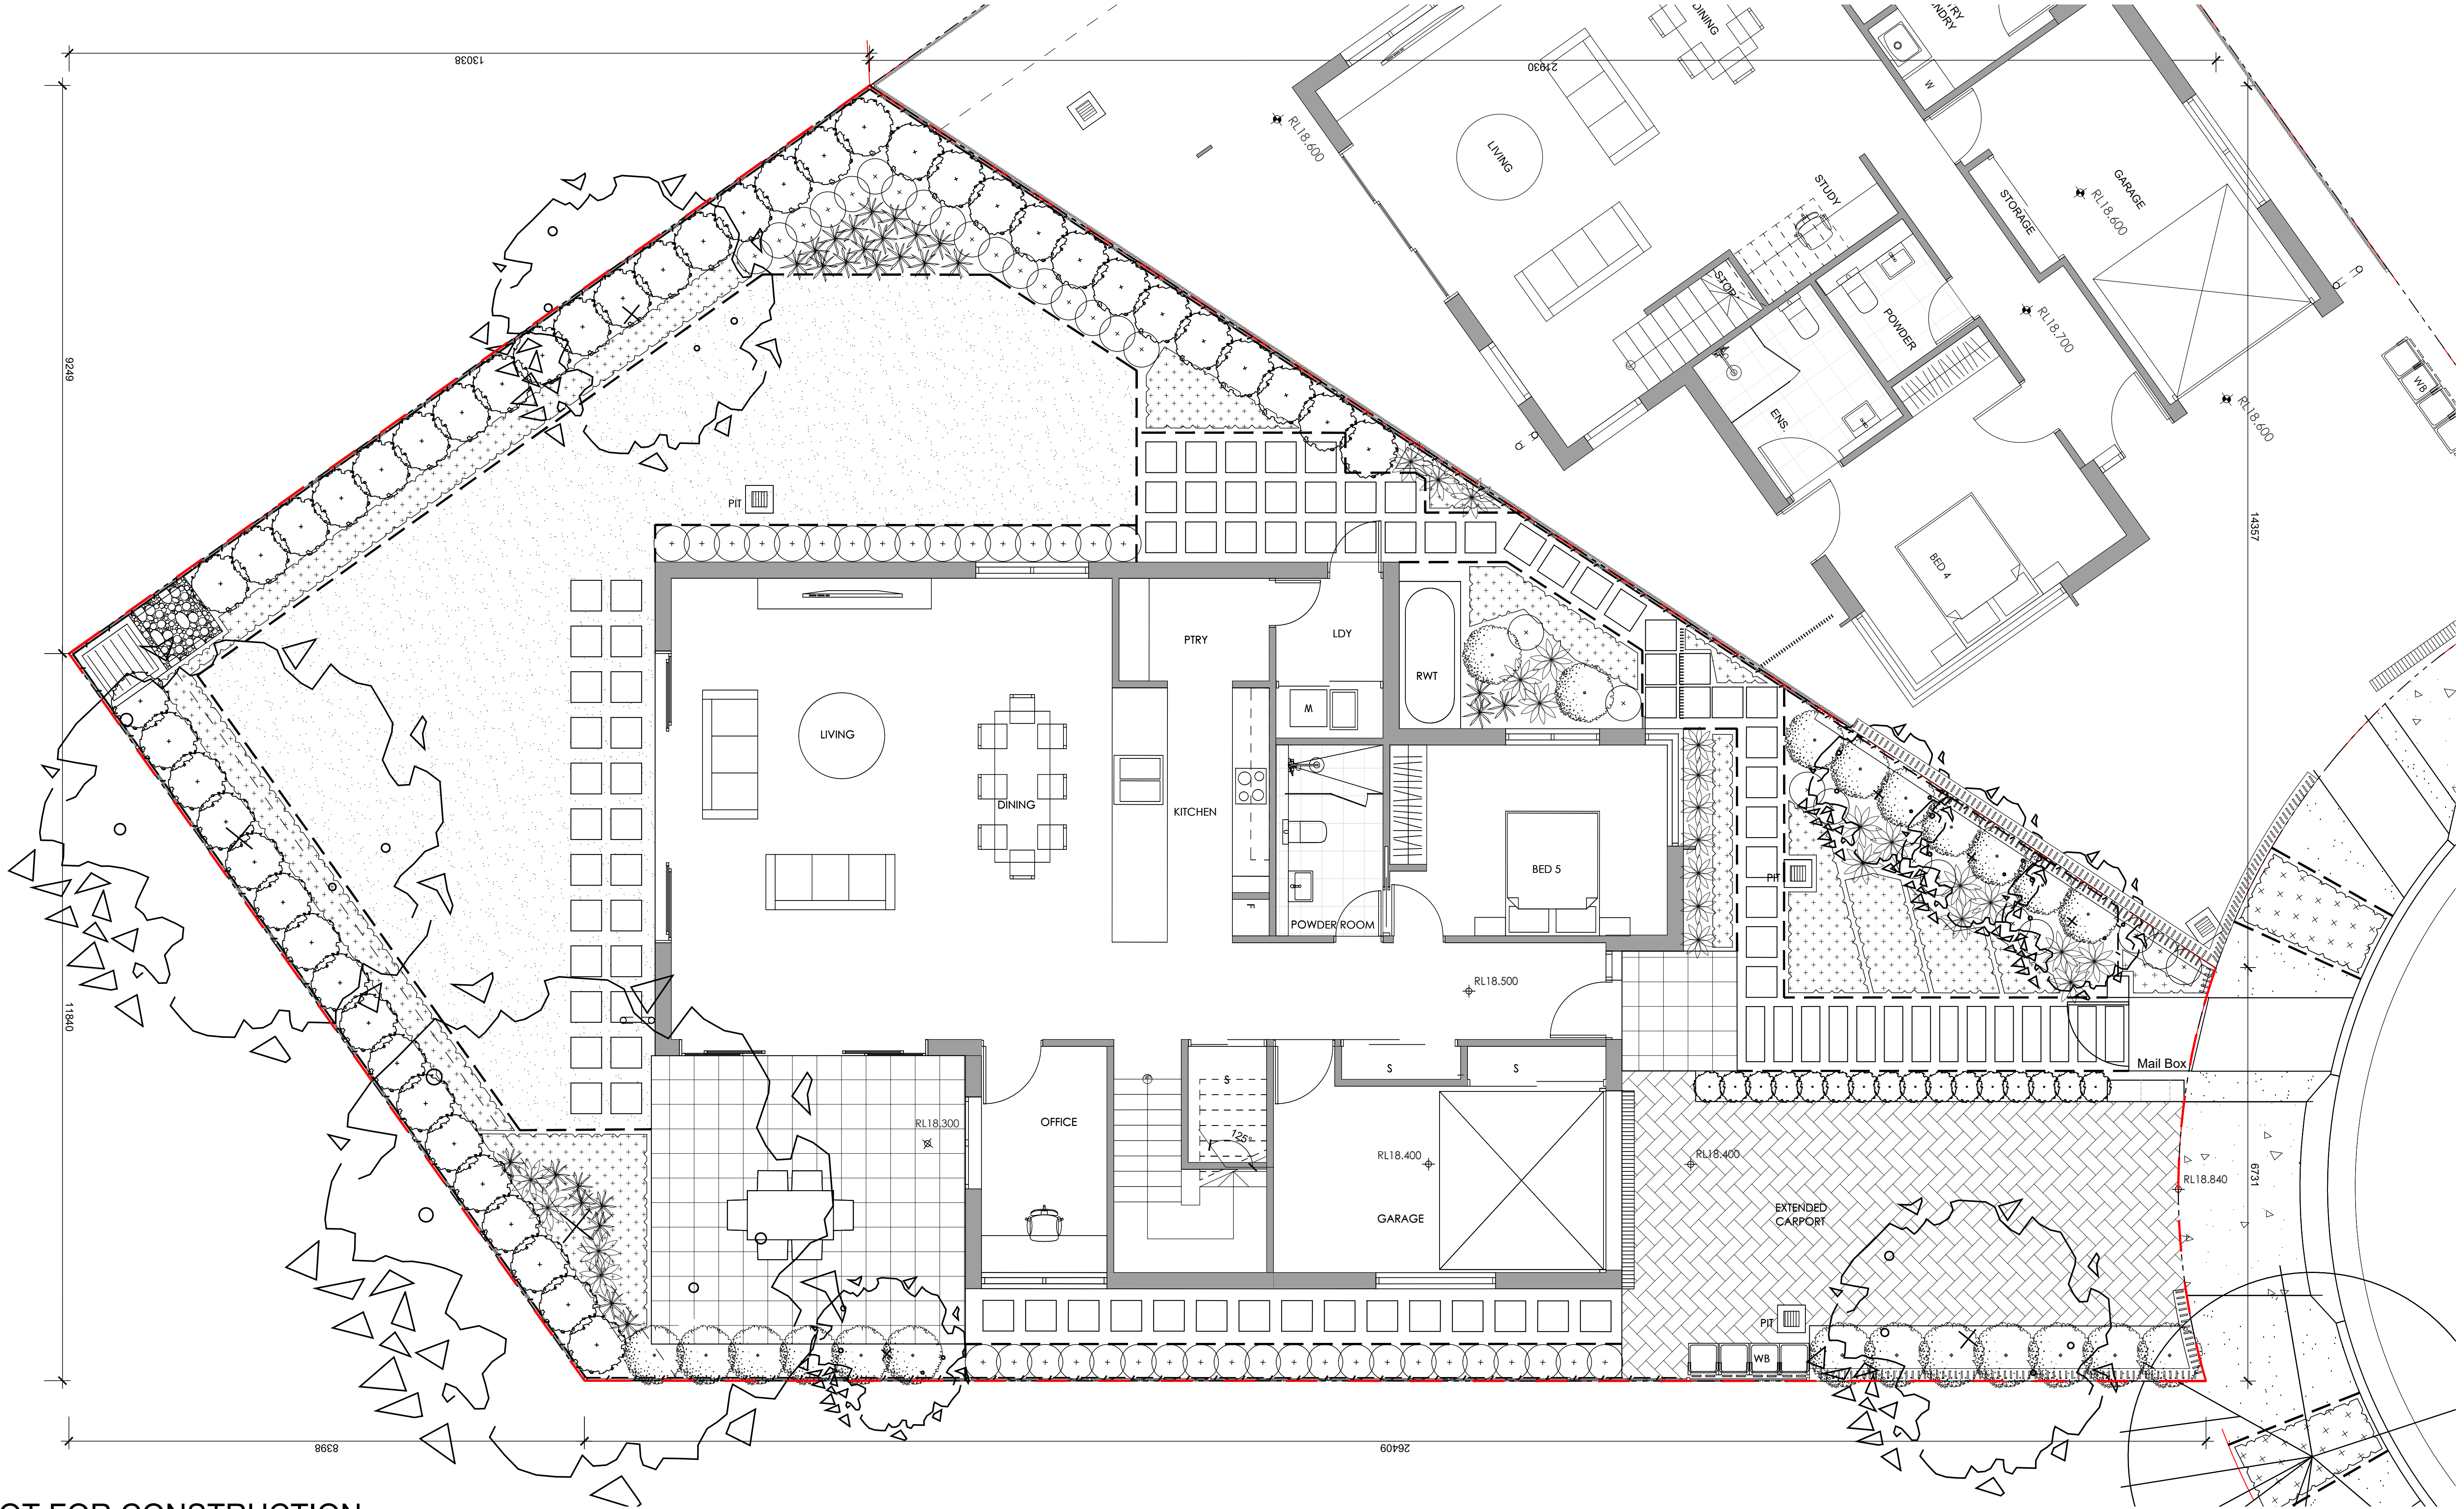 13038
21930
DINING
W
RL18.600
LIVING
STUDY
GARAGE
RL18.600
STORAGE
9249
RL18.700
POWDER
WB
RL18.600
ENS.
PIT
14357
BED 4
PTRY
LDY
RWT
M
LIVING
DINING
KITCHEN
BED 5
PIT
F
POWDER ROOM
RL18.500
11840
Mail Box
S
S
S
RL18.300
OFFICE
125°
RL18.400
RL18.400
6731
RL18.840
EXTENDED
CARPORT
GARAGE
PIT
WB
8398
26409